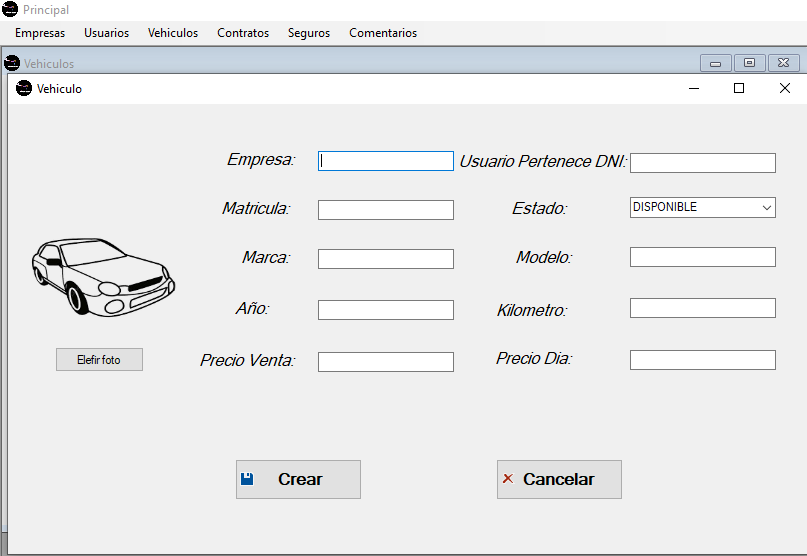 Principal
Empresas Usuarios Vehiculos Contratos Seguros Comentarios
Vehiculos
Vehiculo
Empresa: Usuario Pertenece DNI:
Matricula: Estado: DISPONIBLE
Marca: Modelo:
Año: Kilometro:
Elefir foto Precio Venta: Precio Dia:
Crear Cancelar